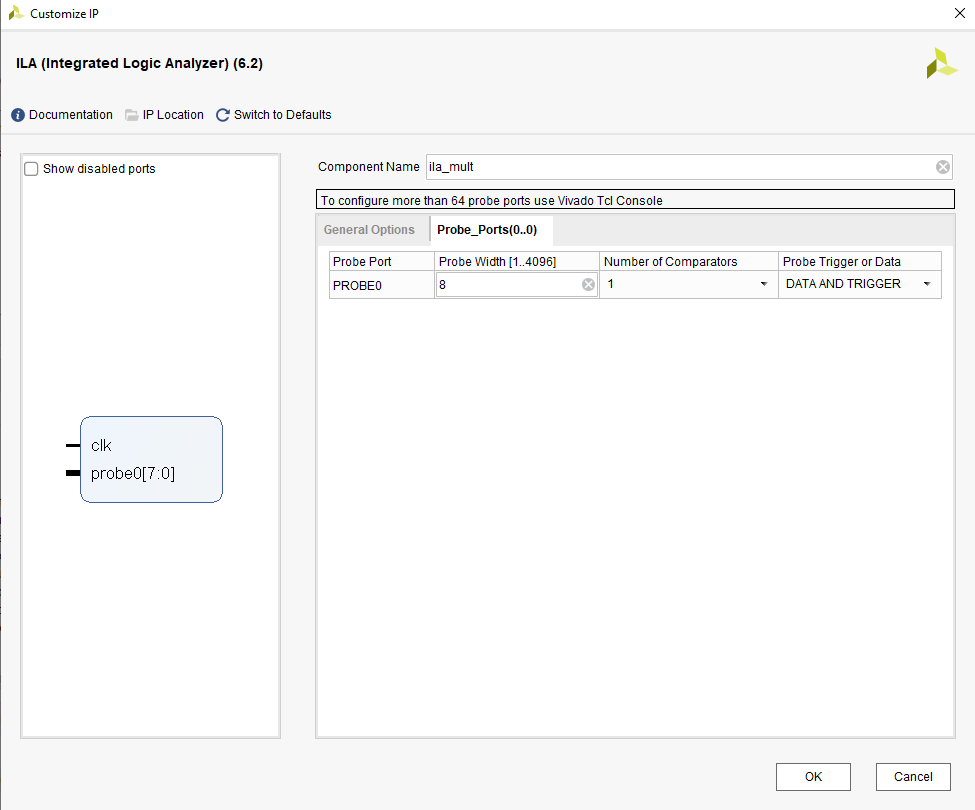 Customize IP
ILA (Integrated Logic Analyzer) (6.2)
Documentation IP Location Switch to Defaults
Show disabled ports
clk
probe0[7:0]
Component Name ila_mult
To configure more than 64 probe ports use Vivado Tcl Console
General Options Probe_Ports(0..0)
Probe Port Probe Width [1..4096] Number of Comparators Probe Trigger or Data
PROBE0 8 1 DATA AND TRIGGER
OK Cancel